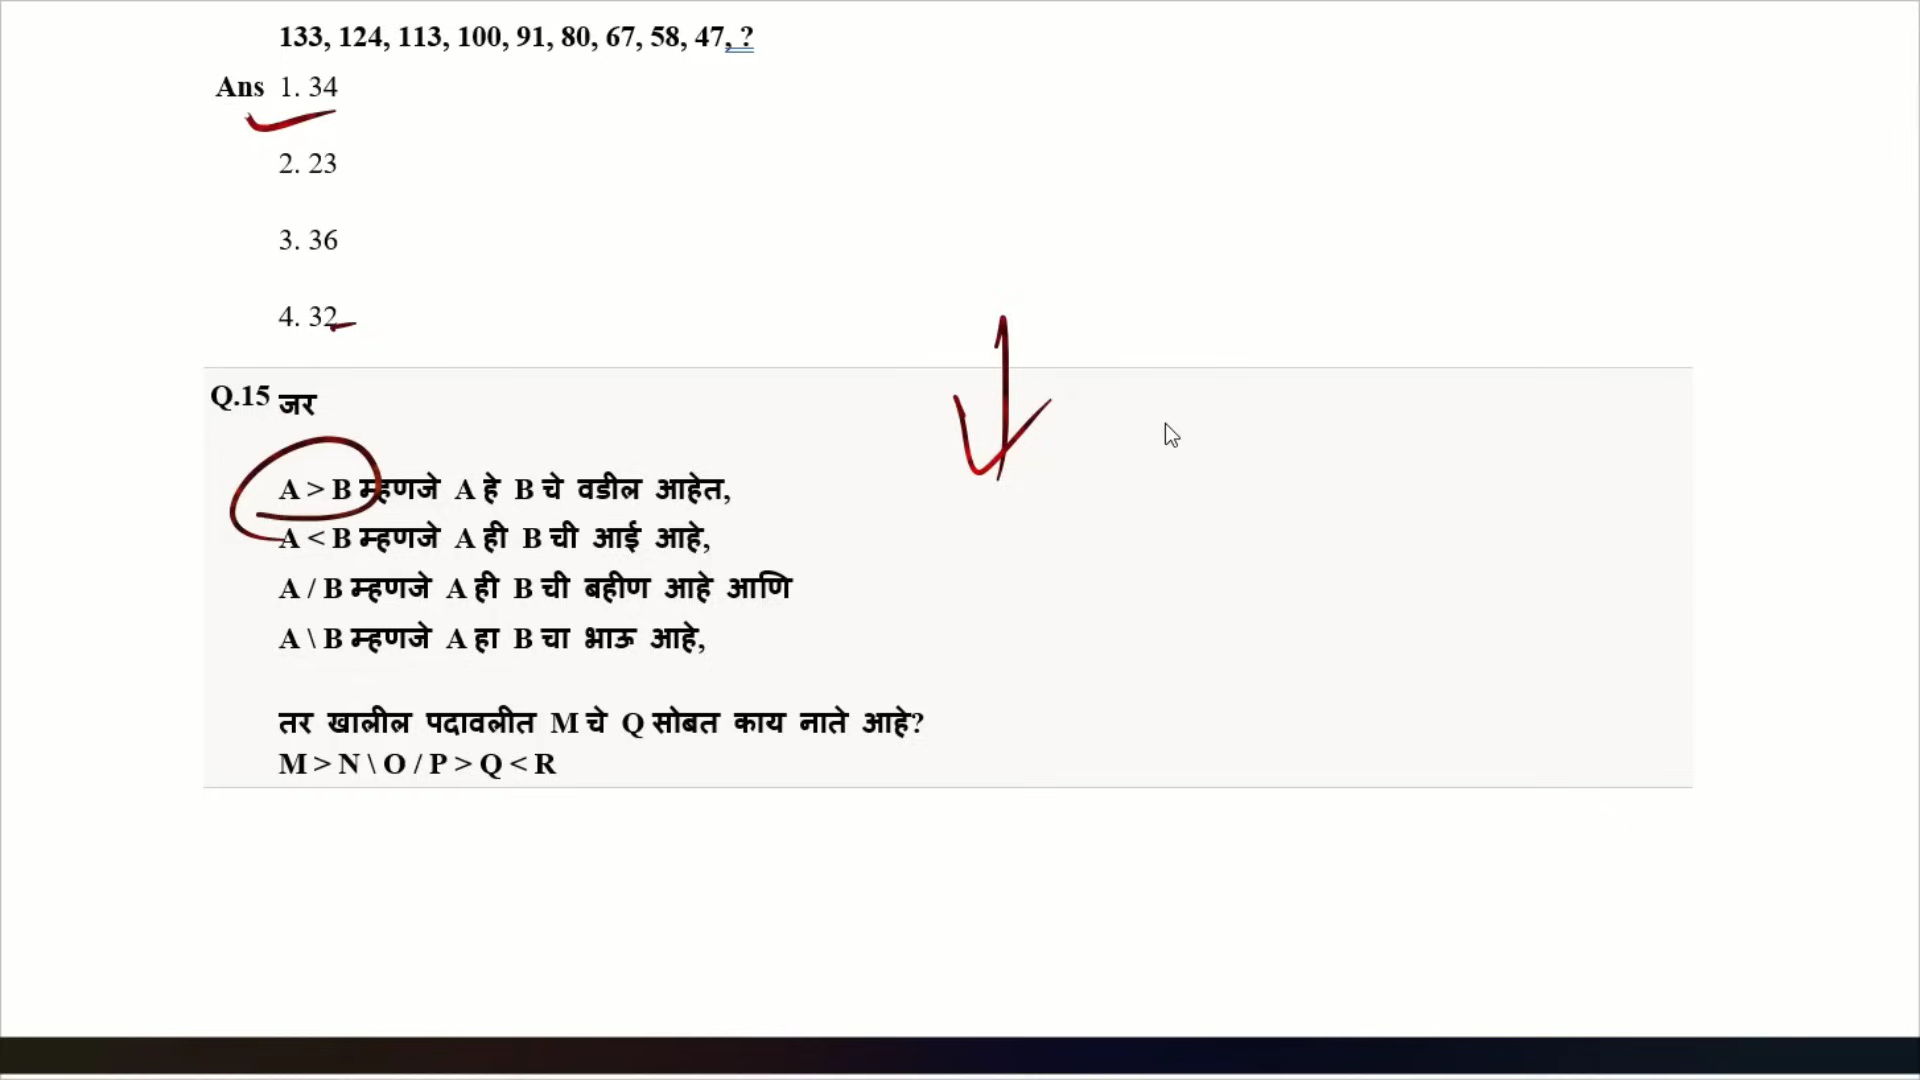 133, 124, 113, 100, 91, 80, 67, 58, 47, ?
Ans 1. 34
2. 23
3. 36
4. 32
Q.15 जर
A > B म्हणजे A हे B चे वडील आहेत,
A < B म्हणजे A ही B ची आई आहे,
A / B म्हणजे A ही B ची बहीण आहे आणि
A \ B म्हणजे A हा B चा भाऊ आहे,
तर खालील पदावलीत M चे Q सोबत काय नाते आहे?
M > N \ O / P > Q < R